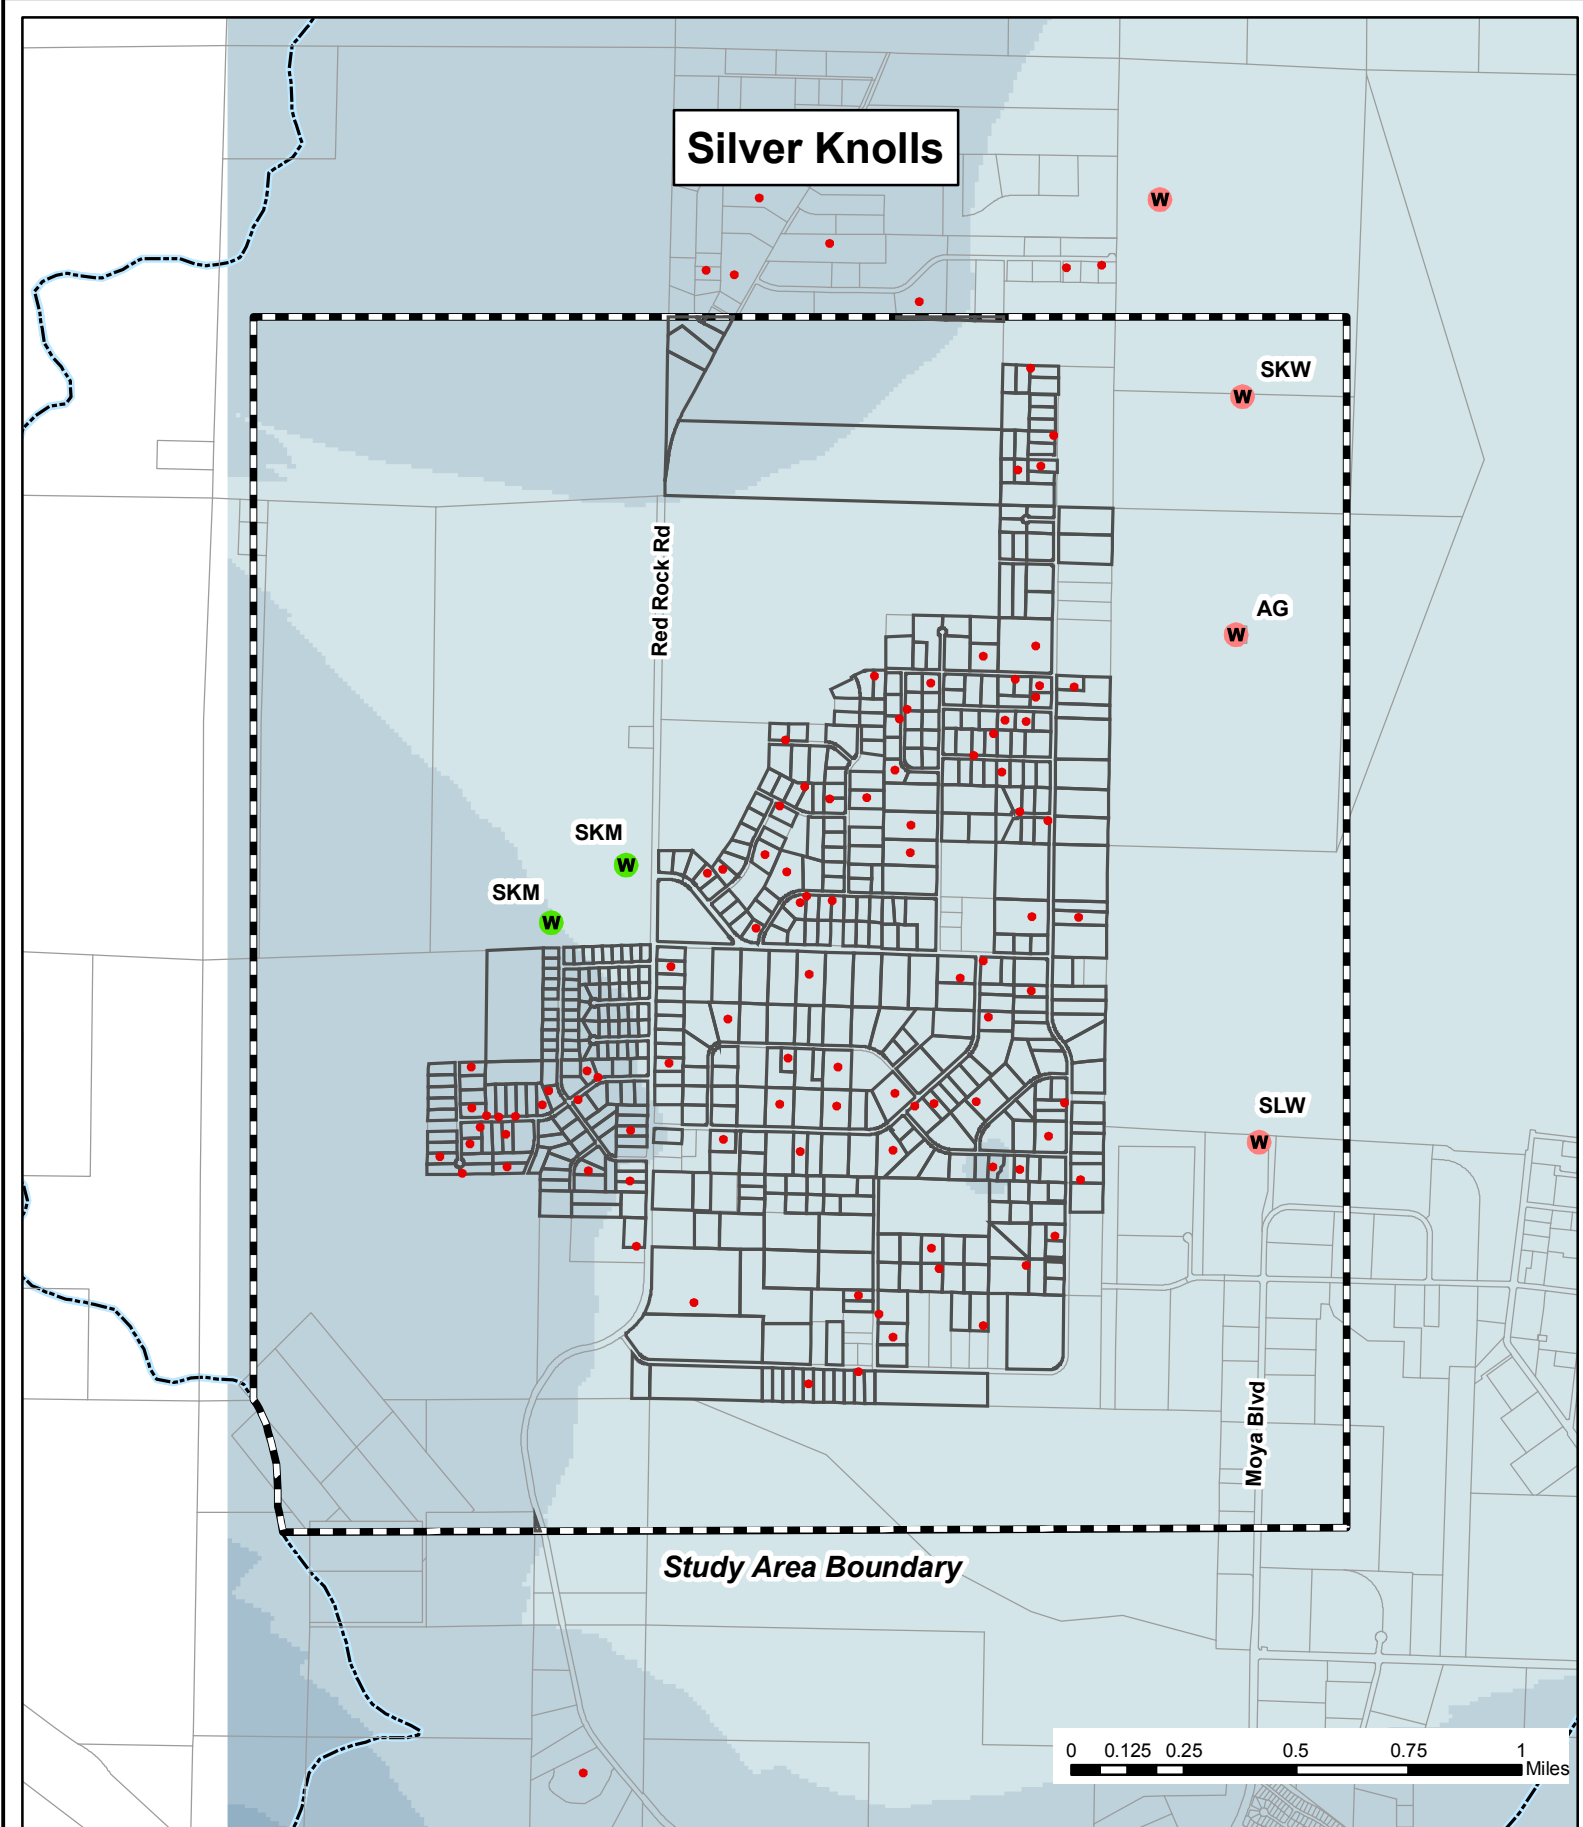 Silver Knolls
W
SKW
W
Red Rock Rd
AG
W
SKM
W
SKM
W
SLW
W
Moya Blvd
Study Area Boundary
0 0.125 0.25 0.5 0.75 1
Miles